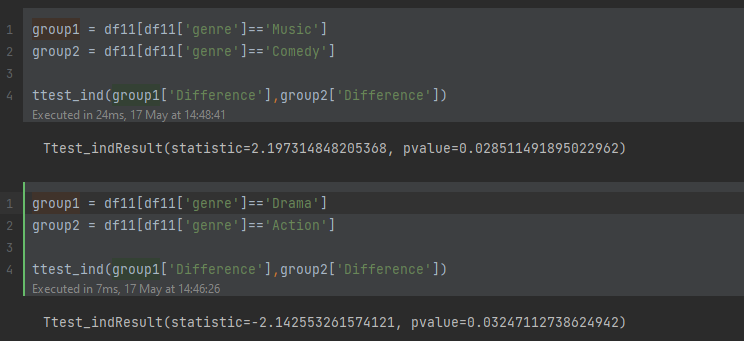 1 group1 = df11[df11['genre']=='Music']
2 group2 = df11[df11['genre']=='Comedy']
3
4 ttest_ind(group1['Difference'],group2['Difference'])
Executed in 24ms, 17 May at 14:48:41
Ttest_indResult(statistic=2.197314848205368, pvalue=0.028511491895022962)
1 group1 = df11[df11['genre']=='Drama']
2 group2 = df11[df11['genre']=='Action']
3
4 ttest_ind(group1['Difference'],group2['Difference'])
Executed in 7ms, 17 May at 14:46:26
Ttest_indResult(statistic=-2.142553261574121, pvalue=0.03247112738624942)